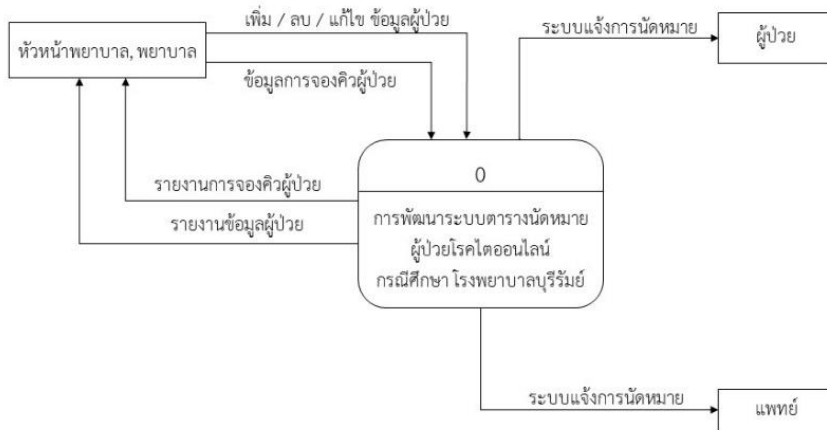 เพิ่ม / ลบ / แก้ไข ข้อมูลผู้ป่วย
ระบบแจ้งการนัดหมาย
ผู้ป่วย
หัวหน้าพยาบาล, พยาบาล
ข้อมูลการจองคิวผู้ป่วย
0
รายงานการจองคิวผู้ป่วย
รายงานข้อมูลผู้ป่วย
การพัฒนาระบบตารางนัดหมาย
ผู้ป่วยโรคไตออนไลน์
กรณีศึกษา โรงพยาบาลบุรีรัมย์
ระบบแจ้งการนัดหมาย
แพทย์